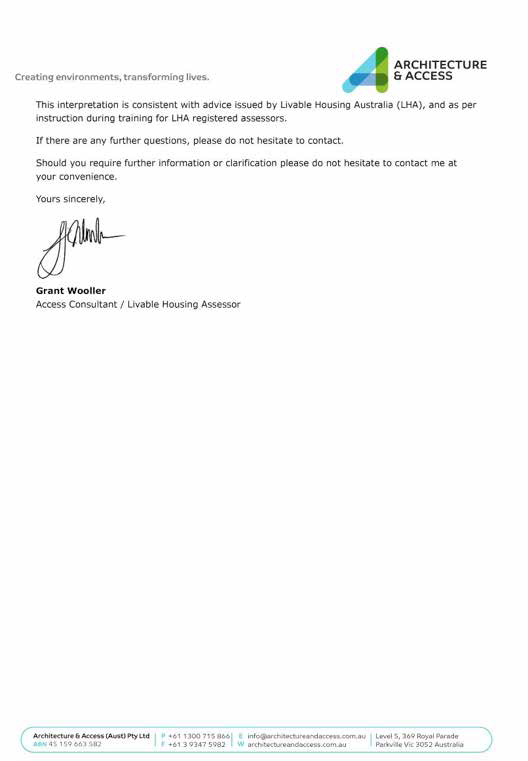 Creating environments, transforming lives.
ARCHITECTURE
& ACCESS
This interpretation is consistent with advice issued by Livable Housing Australia (LHA), and as per
instruction during training for LHA registered assessors.
If there are any further questions, please do not hesitate to contact.
Should you require further information or clarification please do not hesitate to contact me at
your convenience.
Yours sincerely,
Grant Wooller
Access Consultant / Livable Housing Assessor
Architecture & Access (Aust) Pty Ltd | P +61 1300 715 866 | E info@architectureandaccess.com.au | Level 5, 369 Royal Parade
ABN 45 159 663 582 | F +61 3 9347 5982 | W architectureandaccess.com.au | Parkville Vic 3052 Australia